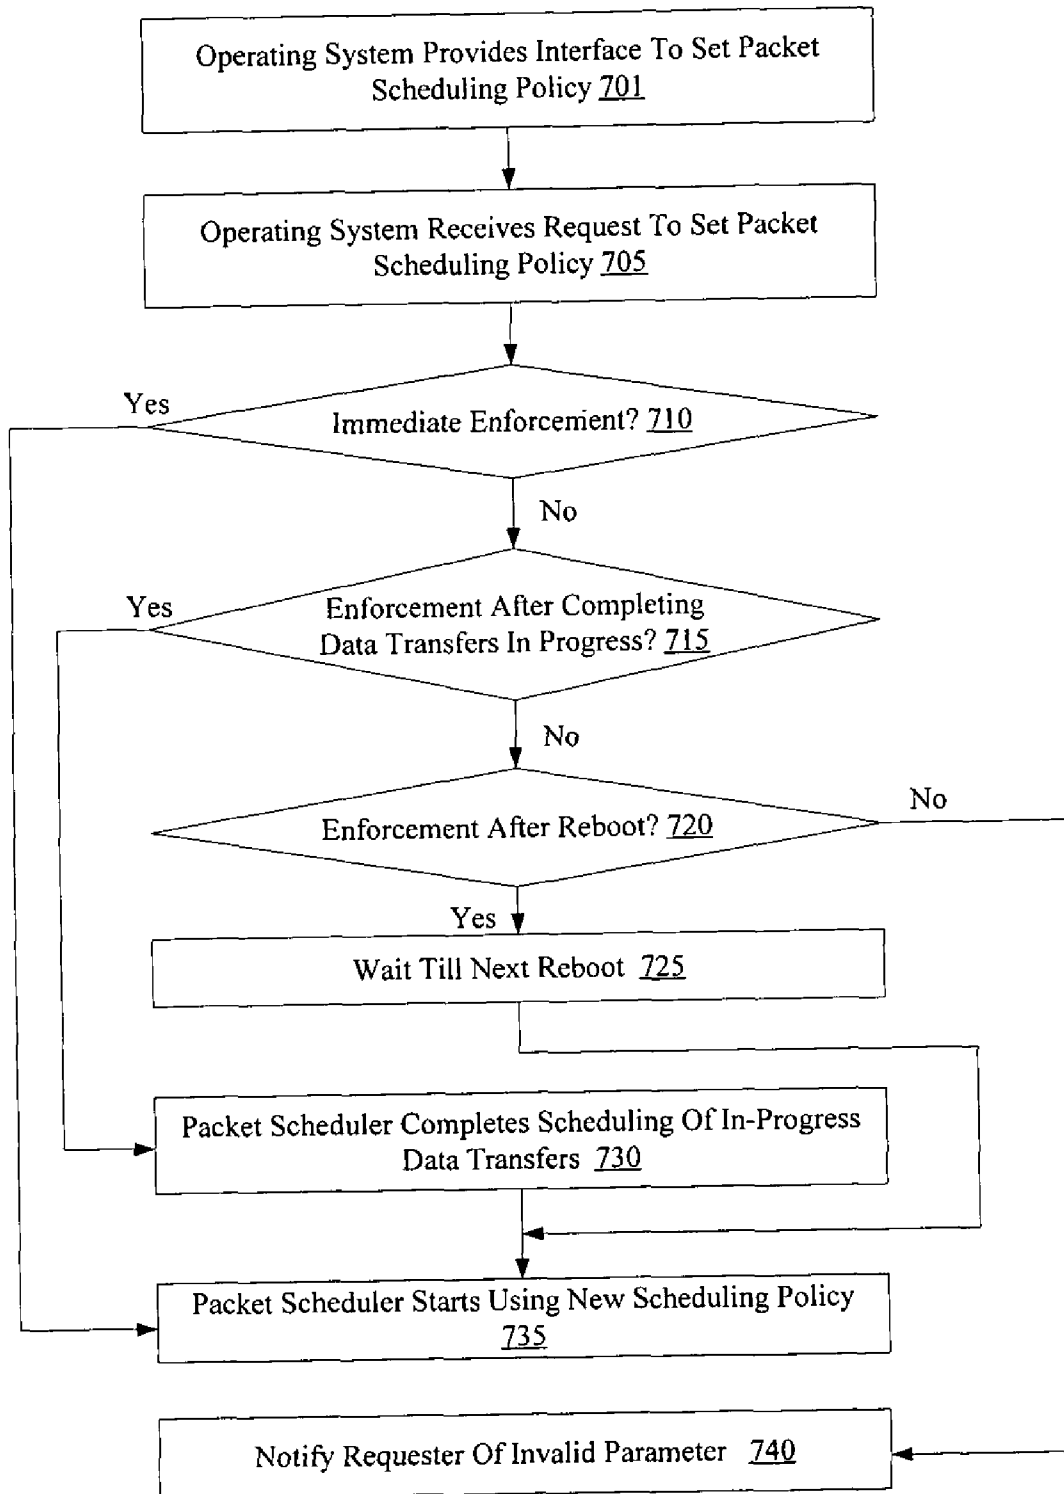 Operating System Provides Interface To Set Packet
Scheduling Policy 701
Operating System Receives Request To Set Packet
Scheduling Policy 705
Yes
Immediate Enforcement? 710
No
Yes
Enforcement After Completing
Data Transfers In Progress? 715
No
No
Enforcement After Reboot? 720
Yes
Wait Till Next Reboot 725
Packet Scheduler Completes Scheduling Of In-Progress
Data Transfers 730
Packet Scheduler Starts Using New Scheduling Policy
735
Notify Requester Of Invalid Parameter 740